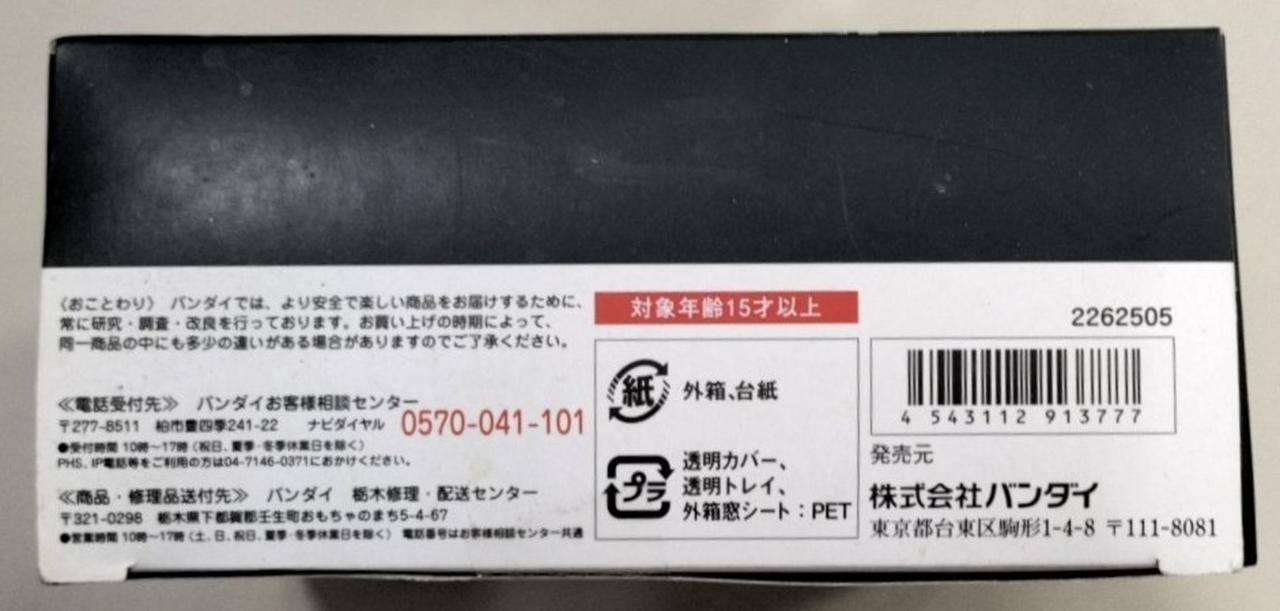 〈おことわり〉 バンダイでは、より安全で楽しい商品をお届けするために、
常に研究・調査・改良を行っております。お買い上げの時期によって、
同一商品の中にも多少の違いがある場合がありますのでご了承ください。
≪電話受付先≫ バンダイお客様相談センター
〒277-8511 柏市豊四季241-22 ナビダイヤル 0570-041-101
●受付時間 10時～17時 (祝日、夏季・冬季休業日を除く)
PHS、IP電話等をご利用の方は04-7146-0371におかけください。
≪商品・修理品送付先≫ バンダイ 栃木修理・配送センター
〒321-0298 栃木県下都賀郡壬生町おもちゃのまち5-4-67
●営業時間 10時～17時 (土、日、祝日、夏季・冬季休業日を除く) 電話番号はお客様相談センター共通
対象年齢15才以上
紙 外箱、台紙
プラ
透明カバー、
透明トレイ、
外箱窓シート：PET
2262505
4 543112 913777
発売元
株式会社バンダイ
東京都台東区駒形1-4-8 〒111-8081